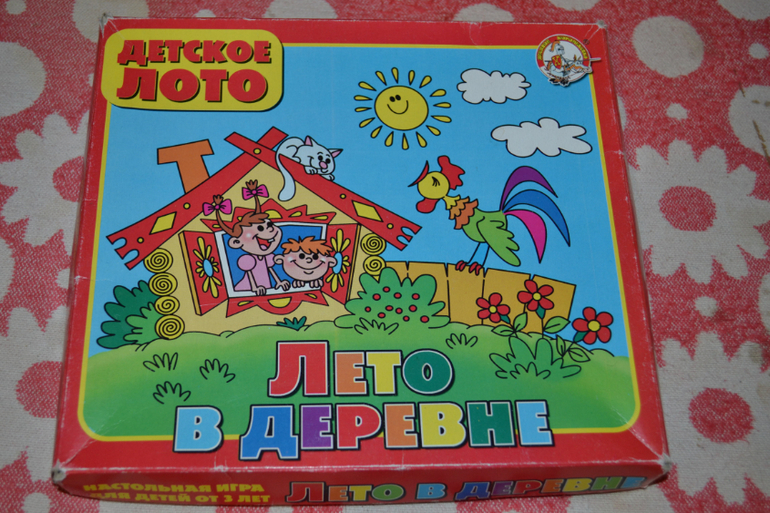 ДЕТСКОЕ
ЛОТО
ЛЕТО
В ДЕРЕВНЕ
НАСТОЛЬНАЯ ИГРА
ДЛЯ ДЕТЕЙ ОТ 3 ЛЕТ
ЛЕТО В ДЕРЕВНЕ